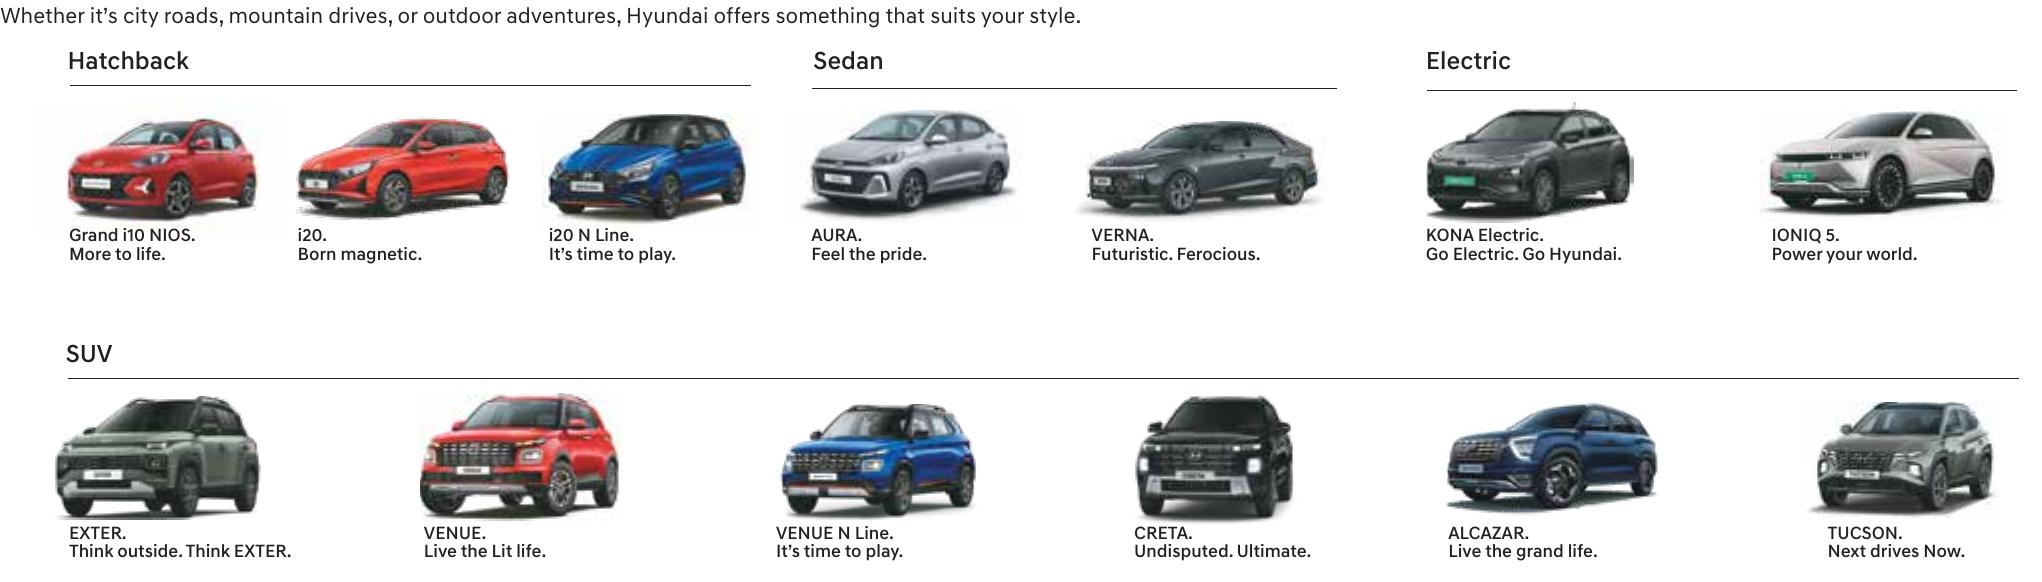 Whether it's city roads, mountain drives, or outdoor adventures, Hyundai offers something that suits your style.
Hatchback
Grand i10 NIOS.
More to life.
i20.
Born magnetic.
i20 N Line.
It's time to play.
Sedan
AURA.
Feel the pride.
VERNA.
Futuristic. Ferocious.
Electric
KONA Electric.
Go Electric. Go Hyundai.
IONIQ 5.
Power your world.
SUV
EXTER.
Think outside. Think EXTER.
VENUE.
Live the Lit life.
VENUE N Line.
It's time to play.
CRETA.
Undisputed. Ultimate.
ALCAZAR.
Live the grand life.
TUCSON.
Next drives Now.